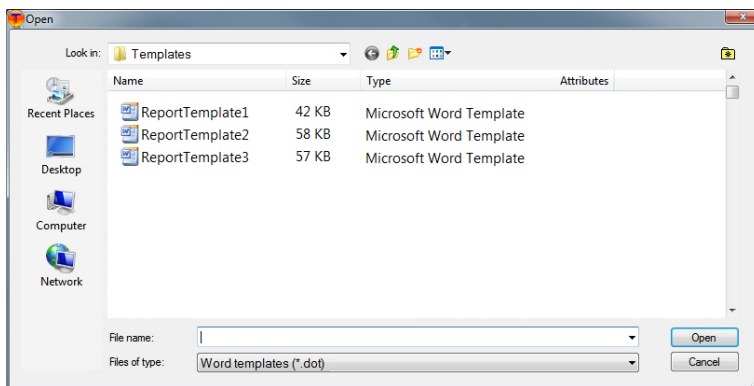 Open
Look in: Templates
Name Size Type Attributes
ReportTemplate1 42 KB Microsoft Word Template
ReportTemplate2 58 KB Microsoft Word Template
ReportTemplate3 57 KB Microsoft Word Template
Recent Places
Desktop
Computer
Network
File name: Open
Files of type: Word templates (*.dot) Cancel